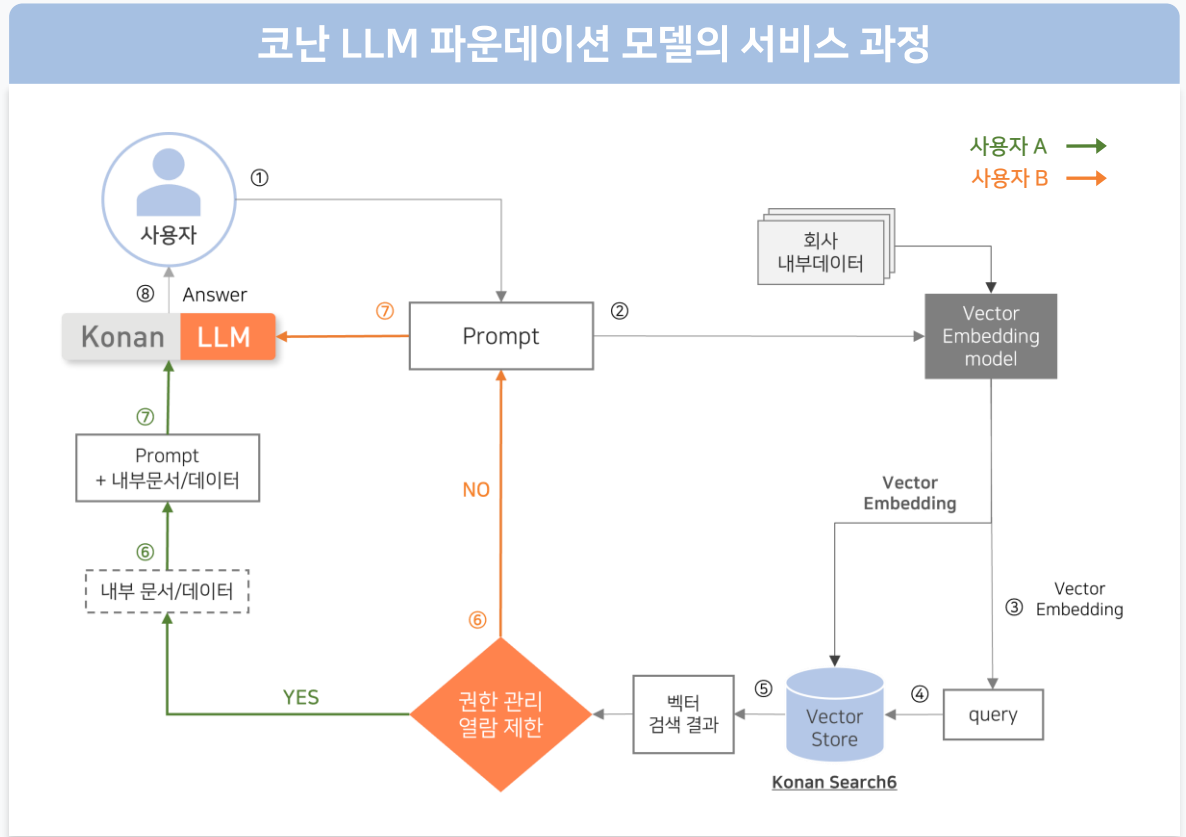 코난 LLM 파운데이션 모델의 서비스 과정
사용자 A
사용자 B
①
사용자
회사
내부데이터
⑧ Answer
Konan LLM
⑦
Prompt
②
Vector
Embedding
model
⑦
Prompt
+ 내부문서/데이터
NO
Vector
Embedding
⑥
내부 문서/데이터
⑥
③
Vector
Embedding
YES
권한 관리
열람 제한
벡터
검색 결과
⑤
Vector
Store
④
query
Konan Search6